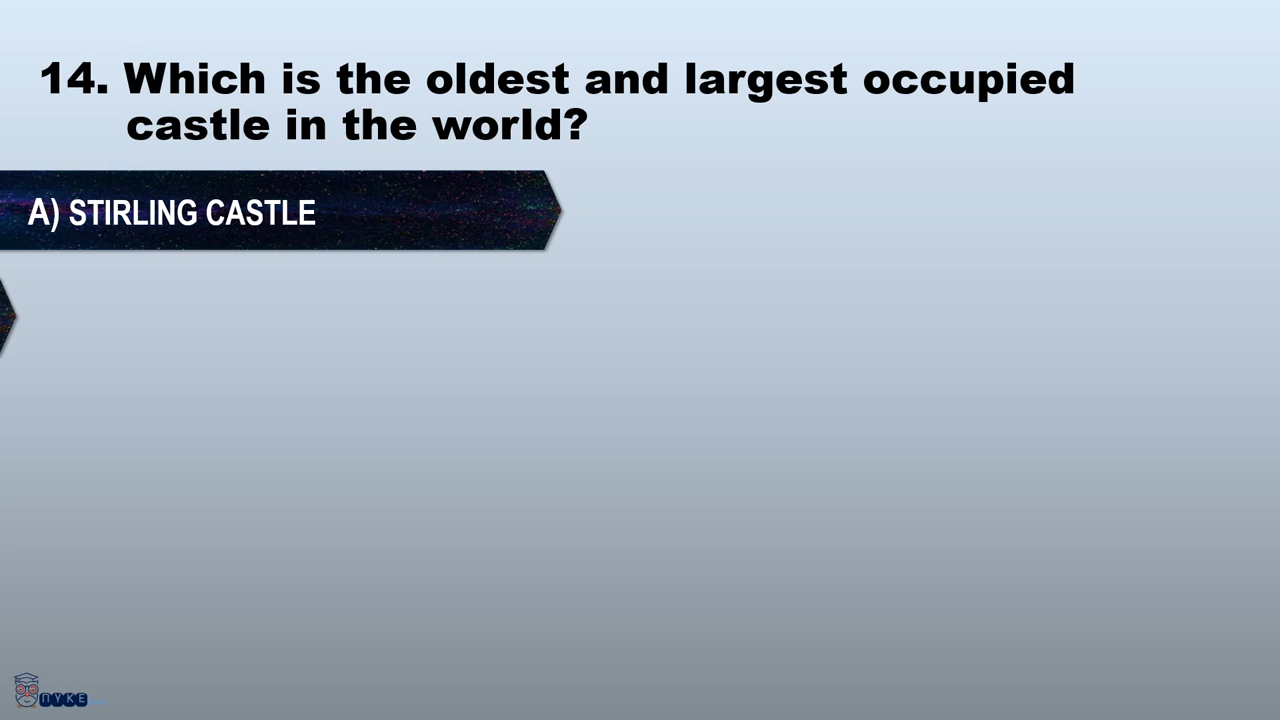 14. Which is the oldest and largest occupied
castle in the world?
A) STIRLING CASTLE
NYKE